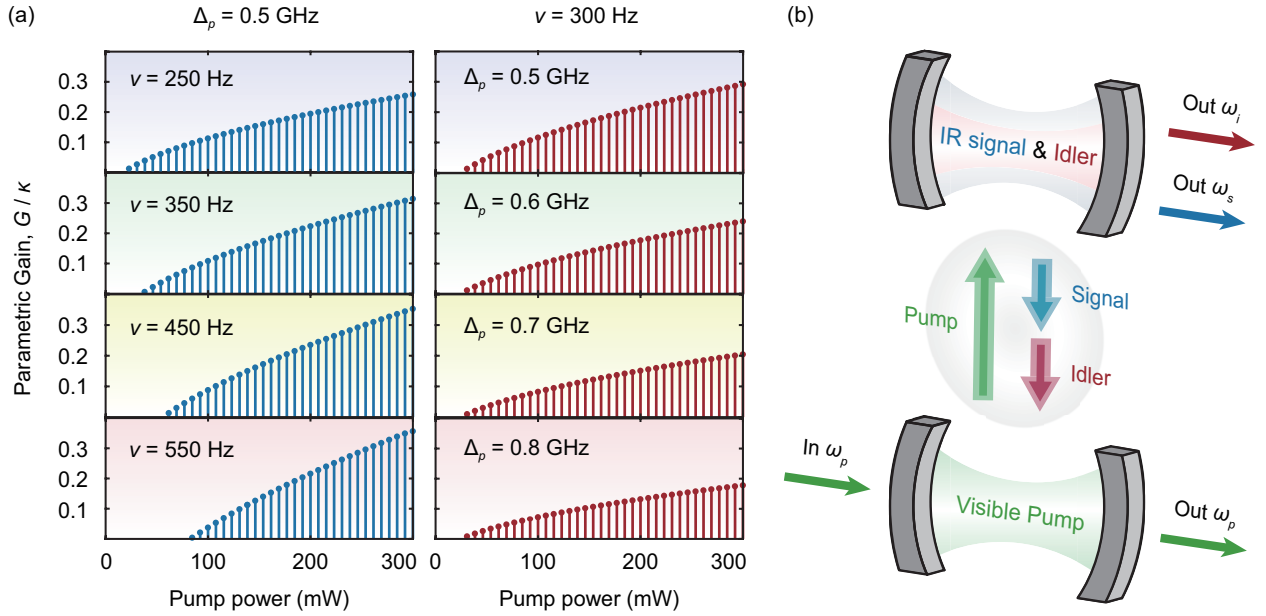 (a)
Δp = 0.5 GHz
ν = 300 Hz
(b)
Parametric Gain, G / κ
ν = 250 Hz
0.3
0.2
0.1
Δp = 0.5 GHz
ν = 350 Hz
0.3
0.2
0.1
Δp = 0.6 GHz
ν = 450 Hz
0.3
0.2
0.1
Δp = 0.7 GHz
ν = 550 Hz
0.3
0.2
0.1
Δp = 0.8 GHz
0 100 200 300
0 100 200 300
Pump power (mW)
Pump power (mW)
IR signal & Idler
Out ωi
Out ωs
Pump
Signal
Idler
In ωp
Visible Pump
Out ωp